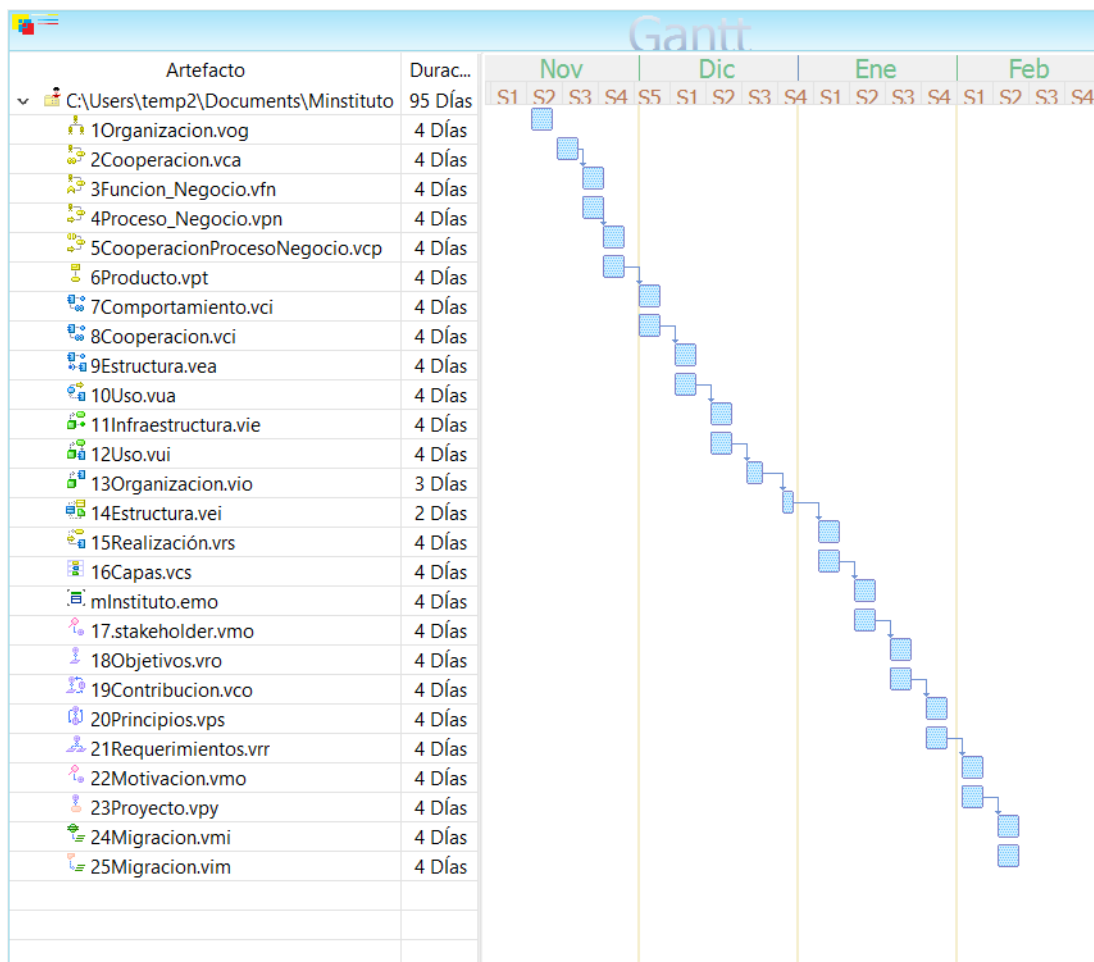 Gantt
Artefacto Durac... Nov Dic Ene Feb
C:\Users\temp2\Documents\Minstituto 95 Días S1 S2 S3 S4 S5 S1 S2 S3 S4 S1 S2 S3 S4 S1 S2 S3 S4
1Organizacion.vog 4 Días
2Cooperacion.vca 4 Días
3Funcion_Negocio.vfn 4 Días
4Proceso_Negocio.vpn 4 Días
5CooperacionProcesoNegocio.vcp 4 Días
6Producto.vpt 4 Días
7Comportamiento.vci 4 Días
8Cooperacion.vci 4 Días
9Estructura.vea 4 Días
10Uso.vua 4 Días
11Infraestructura.vie 4 Días
12Uso.vui 4 Días
13Organizacion.vio 3 Días
14Estructura.vei 2 Días
15Realización.vrs 4 Días
16Capas.vcs 4 Días
mInstituto.emo 4 Días
17.stakeholder.vmo 4 Días
18Objetivos.vro 4 Días
19Contribucion.vco 4 Días
20Principios.vps 4 Días
21Requerimientos.vrr 4 Días
22Motivacion.vmo 4 Días
23Proyecto.vpy 4 Días
24Migracion.vmi 4 Días
25Migracion.vim 4 Días